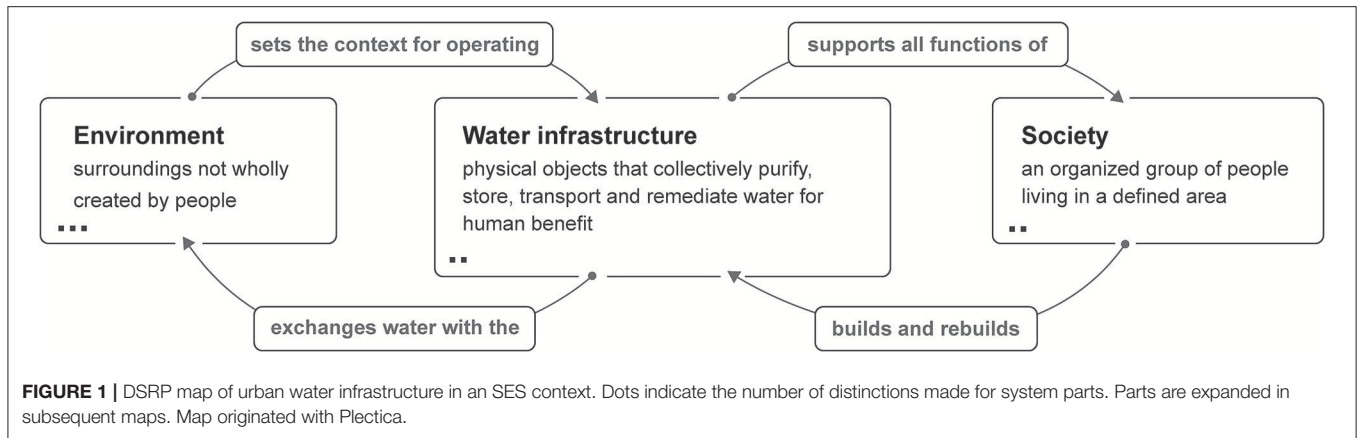 sets the context for operating
supports all functions of
Environment
surroundings not wholly
created by people
Water infrastructure
physical objects that collectively purify,
store, transport and remediate water for
human benefit
Society
an organized group of people
living in a defined area
exchanges water with the
builds and rebuilds
FIGURE 1 | DSRP map of urban water infrastructure in an SES context. Dots indicate the number of distinctions made for system parts. Parts are expanded in
subsequent maps. Map originated with Plectica.